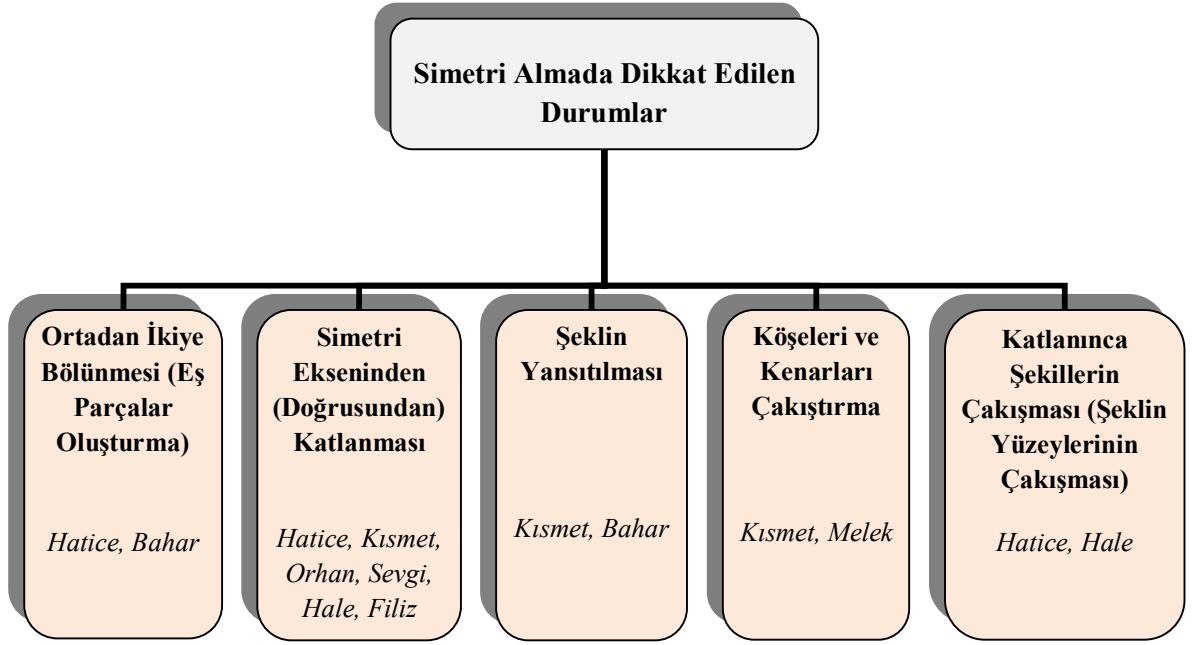 Simetri Almada Dikkat Edilen
Durumlar
Ortadan İkiye
Bölünmesi (Eş
Parçalar
Oluşturma)
Hatice, Bahar
Simetri
Ekseninden
(Doğrusundan)
Katlanması
Hatice, Kısmet,
Orhan, Sevgi,
Hale, Filiz
Şeklin
Yansıtılması
Kısmet, Bahar
Köşeleri ve
Kenarları
Çakıştırma
Kısmet, Melek
Katlanınca
Şekillerin
Çakışması (Şeklin
Yüzeylerinin
Çakışması)
Hatice, Hale